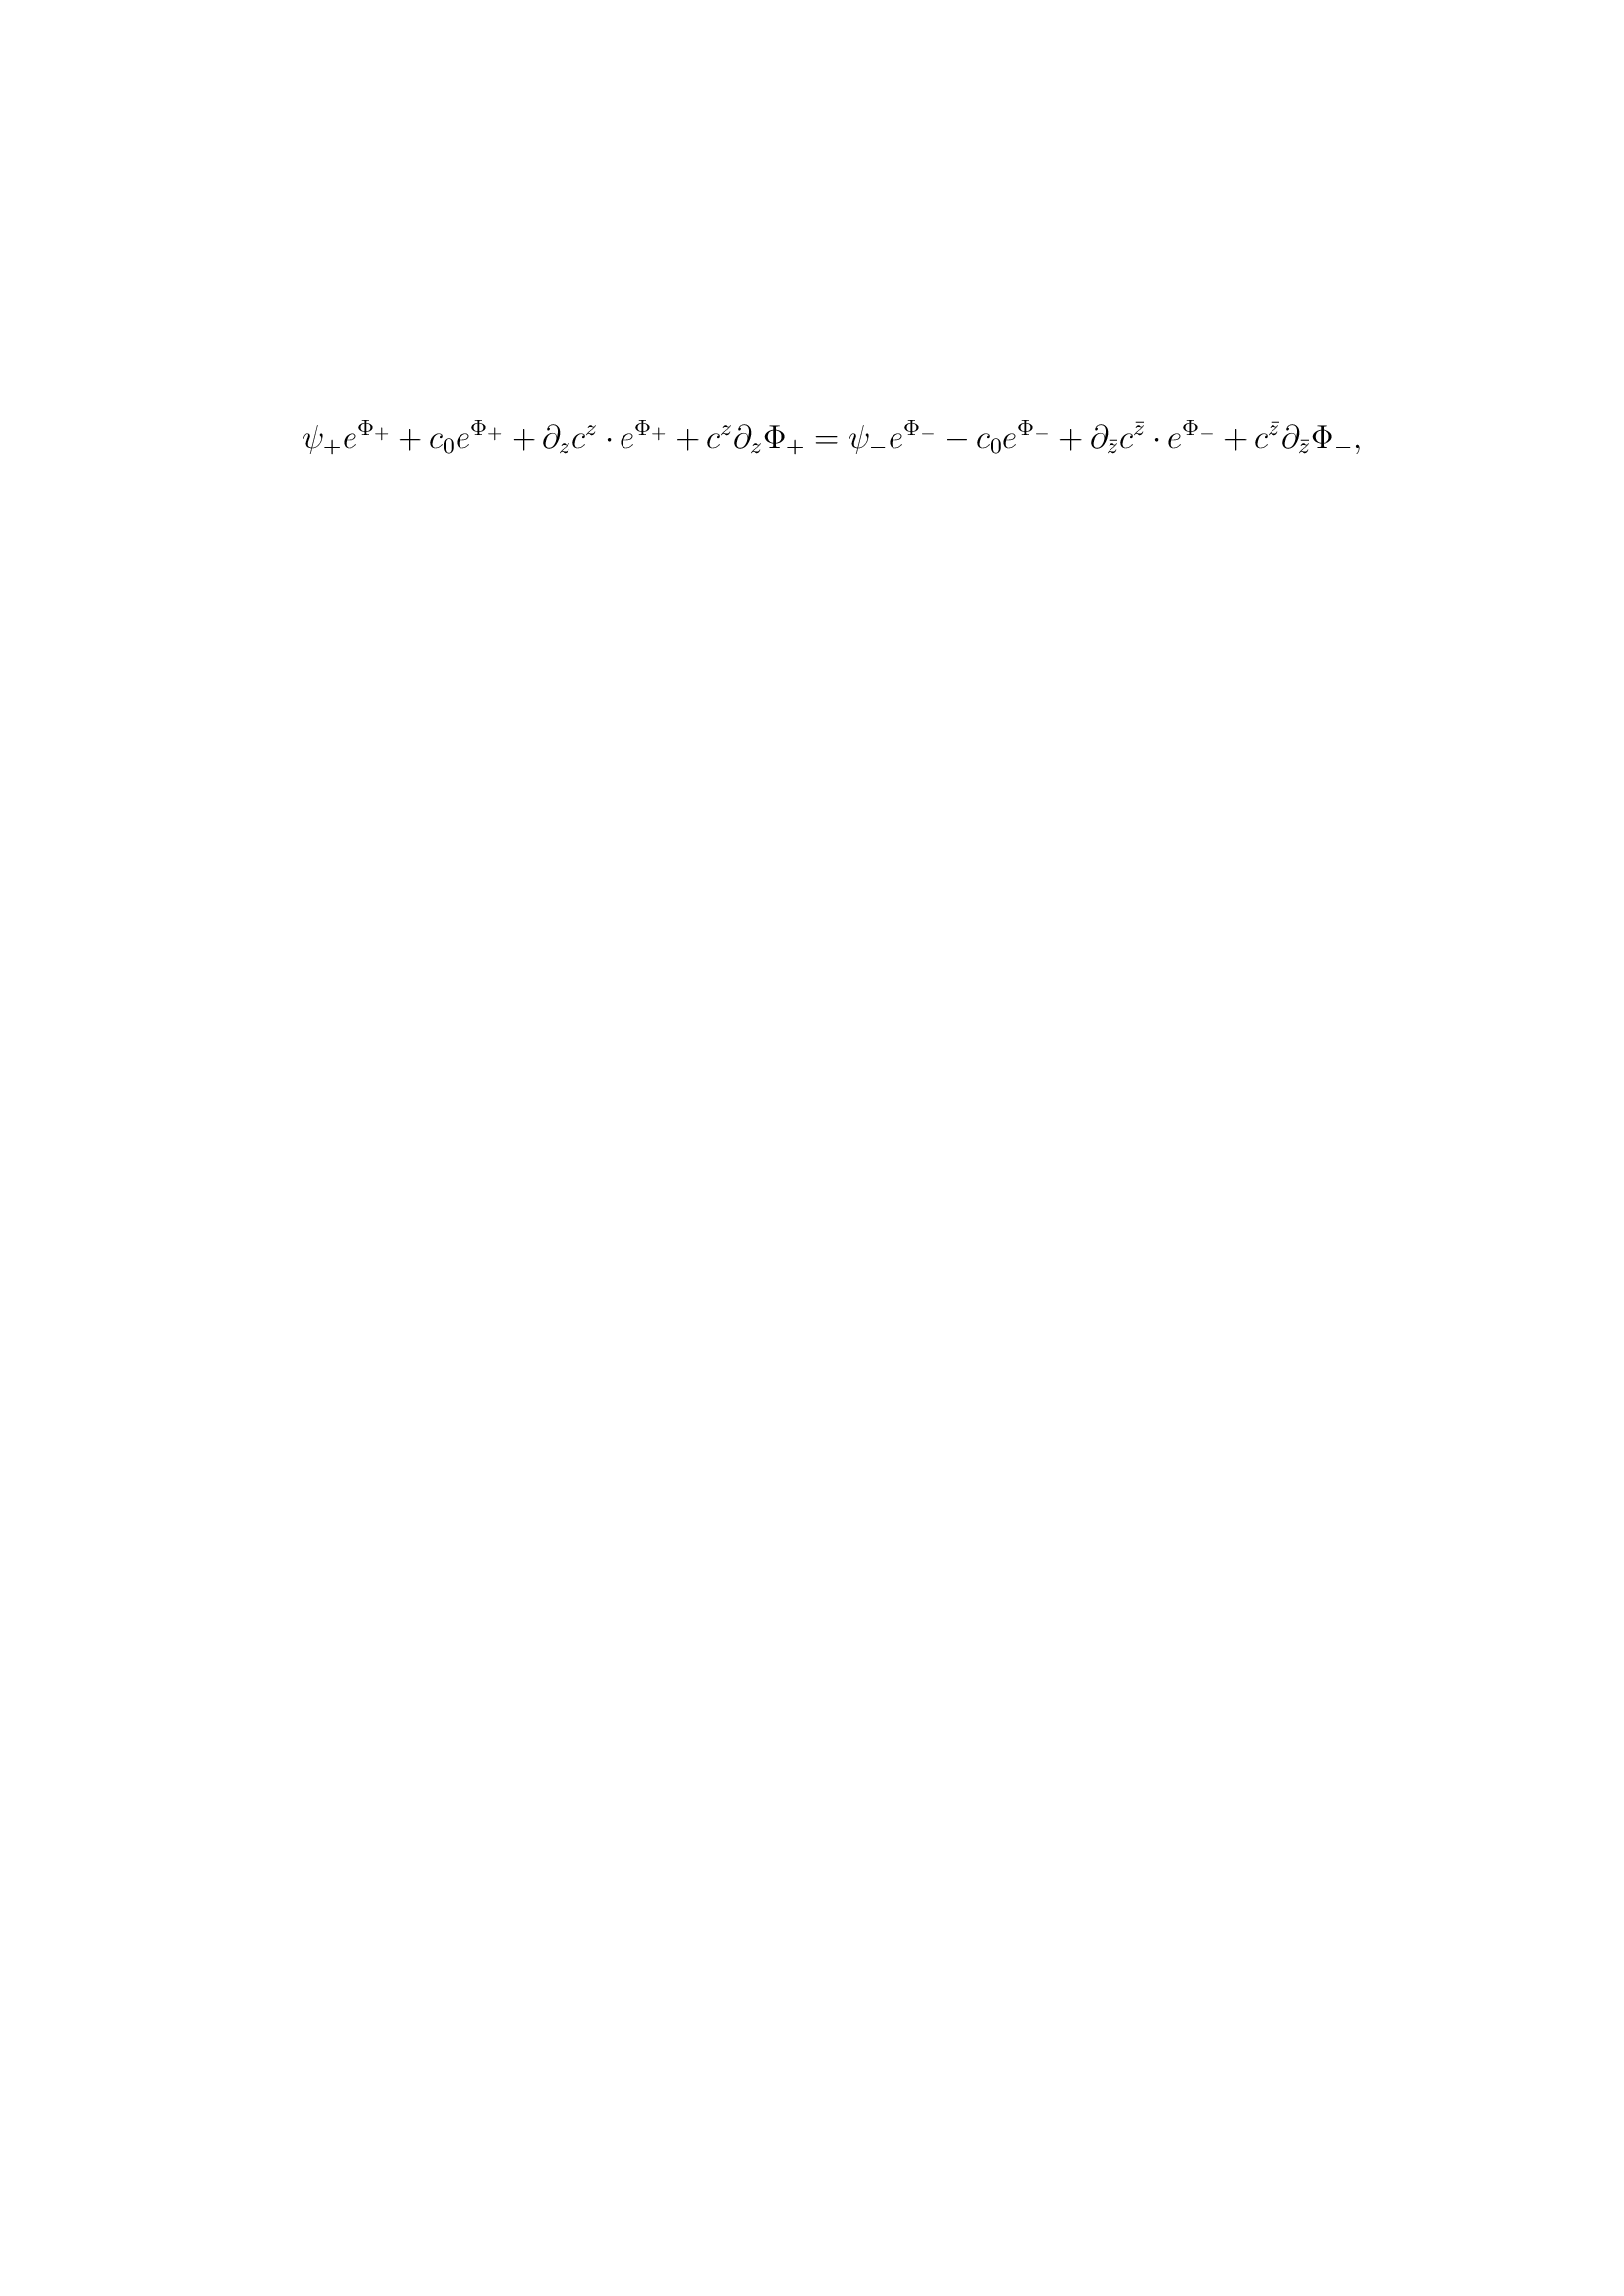 $\psi_+ e^{\Phi_+} + c_0 e^{\Phi_+} + \partial_z c^z \cdot e^{\Phi_+} + c^z \partial_z \Phi_+ = \psi_- e^{\Phi_-} - c_0 e^{\Phi_-} + \partial_{\bar{z}} c^{\bar{z}} \cdot e^{\Phi_-} + c^{\bar{z}} \partial_{\bar{z}} \Phi_-,$